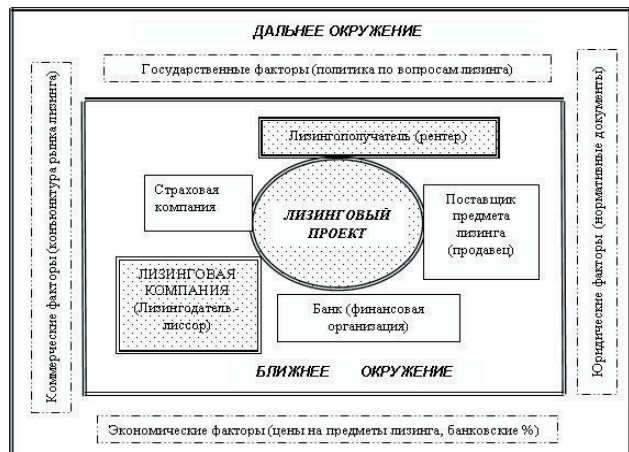 ДАЛЬНЕЕ ОКРУЖЕНИЕ
Государственные факторы (политика по вопросам лизинга)
Коммерческие факторы (конъюнктура рынка лизинга)
Юридические факторы (нормативные документы)
Лизингополучатель (рентер)
Страховая
компания
ЛИЗИНГОВЫЙ
ПРОЕКТ
Поставщик
предмета
лизинга
(продавец)
ЛИЗИНГОВАЯ
КОМПАНИЯ
(Лизингодатель -
лиссор)
Банк (финансовая
организация)
БЛИЖНЕЕ ОКРУЖЕНИЕ
Экономические факторы (цены на предметы лизинга, банковские %)